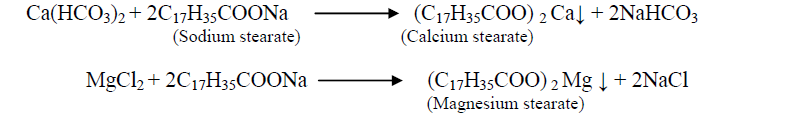 Ca(HCO₃)₂ + 2C₁₇H₃₅COONa ⟶ (C₁₇H₃₅COO) ₂ Ca↓ + 2NaHCO₃
(Sodium stearate) (Calcium stearate)
MgCl₂ + 2C₁₇H₃₅COONa ⟶ (C₁₇H₃₅COO) ₂ Mg ↓ + 2NaCl
(Magnesium stearate)